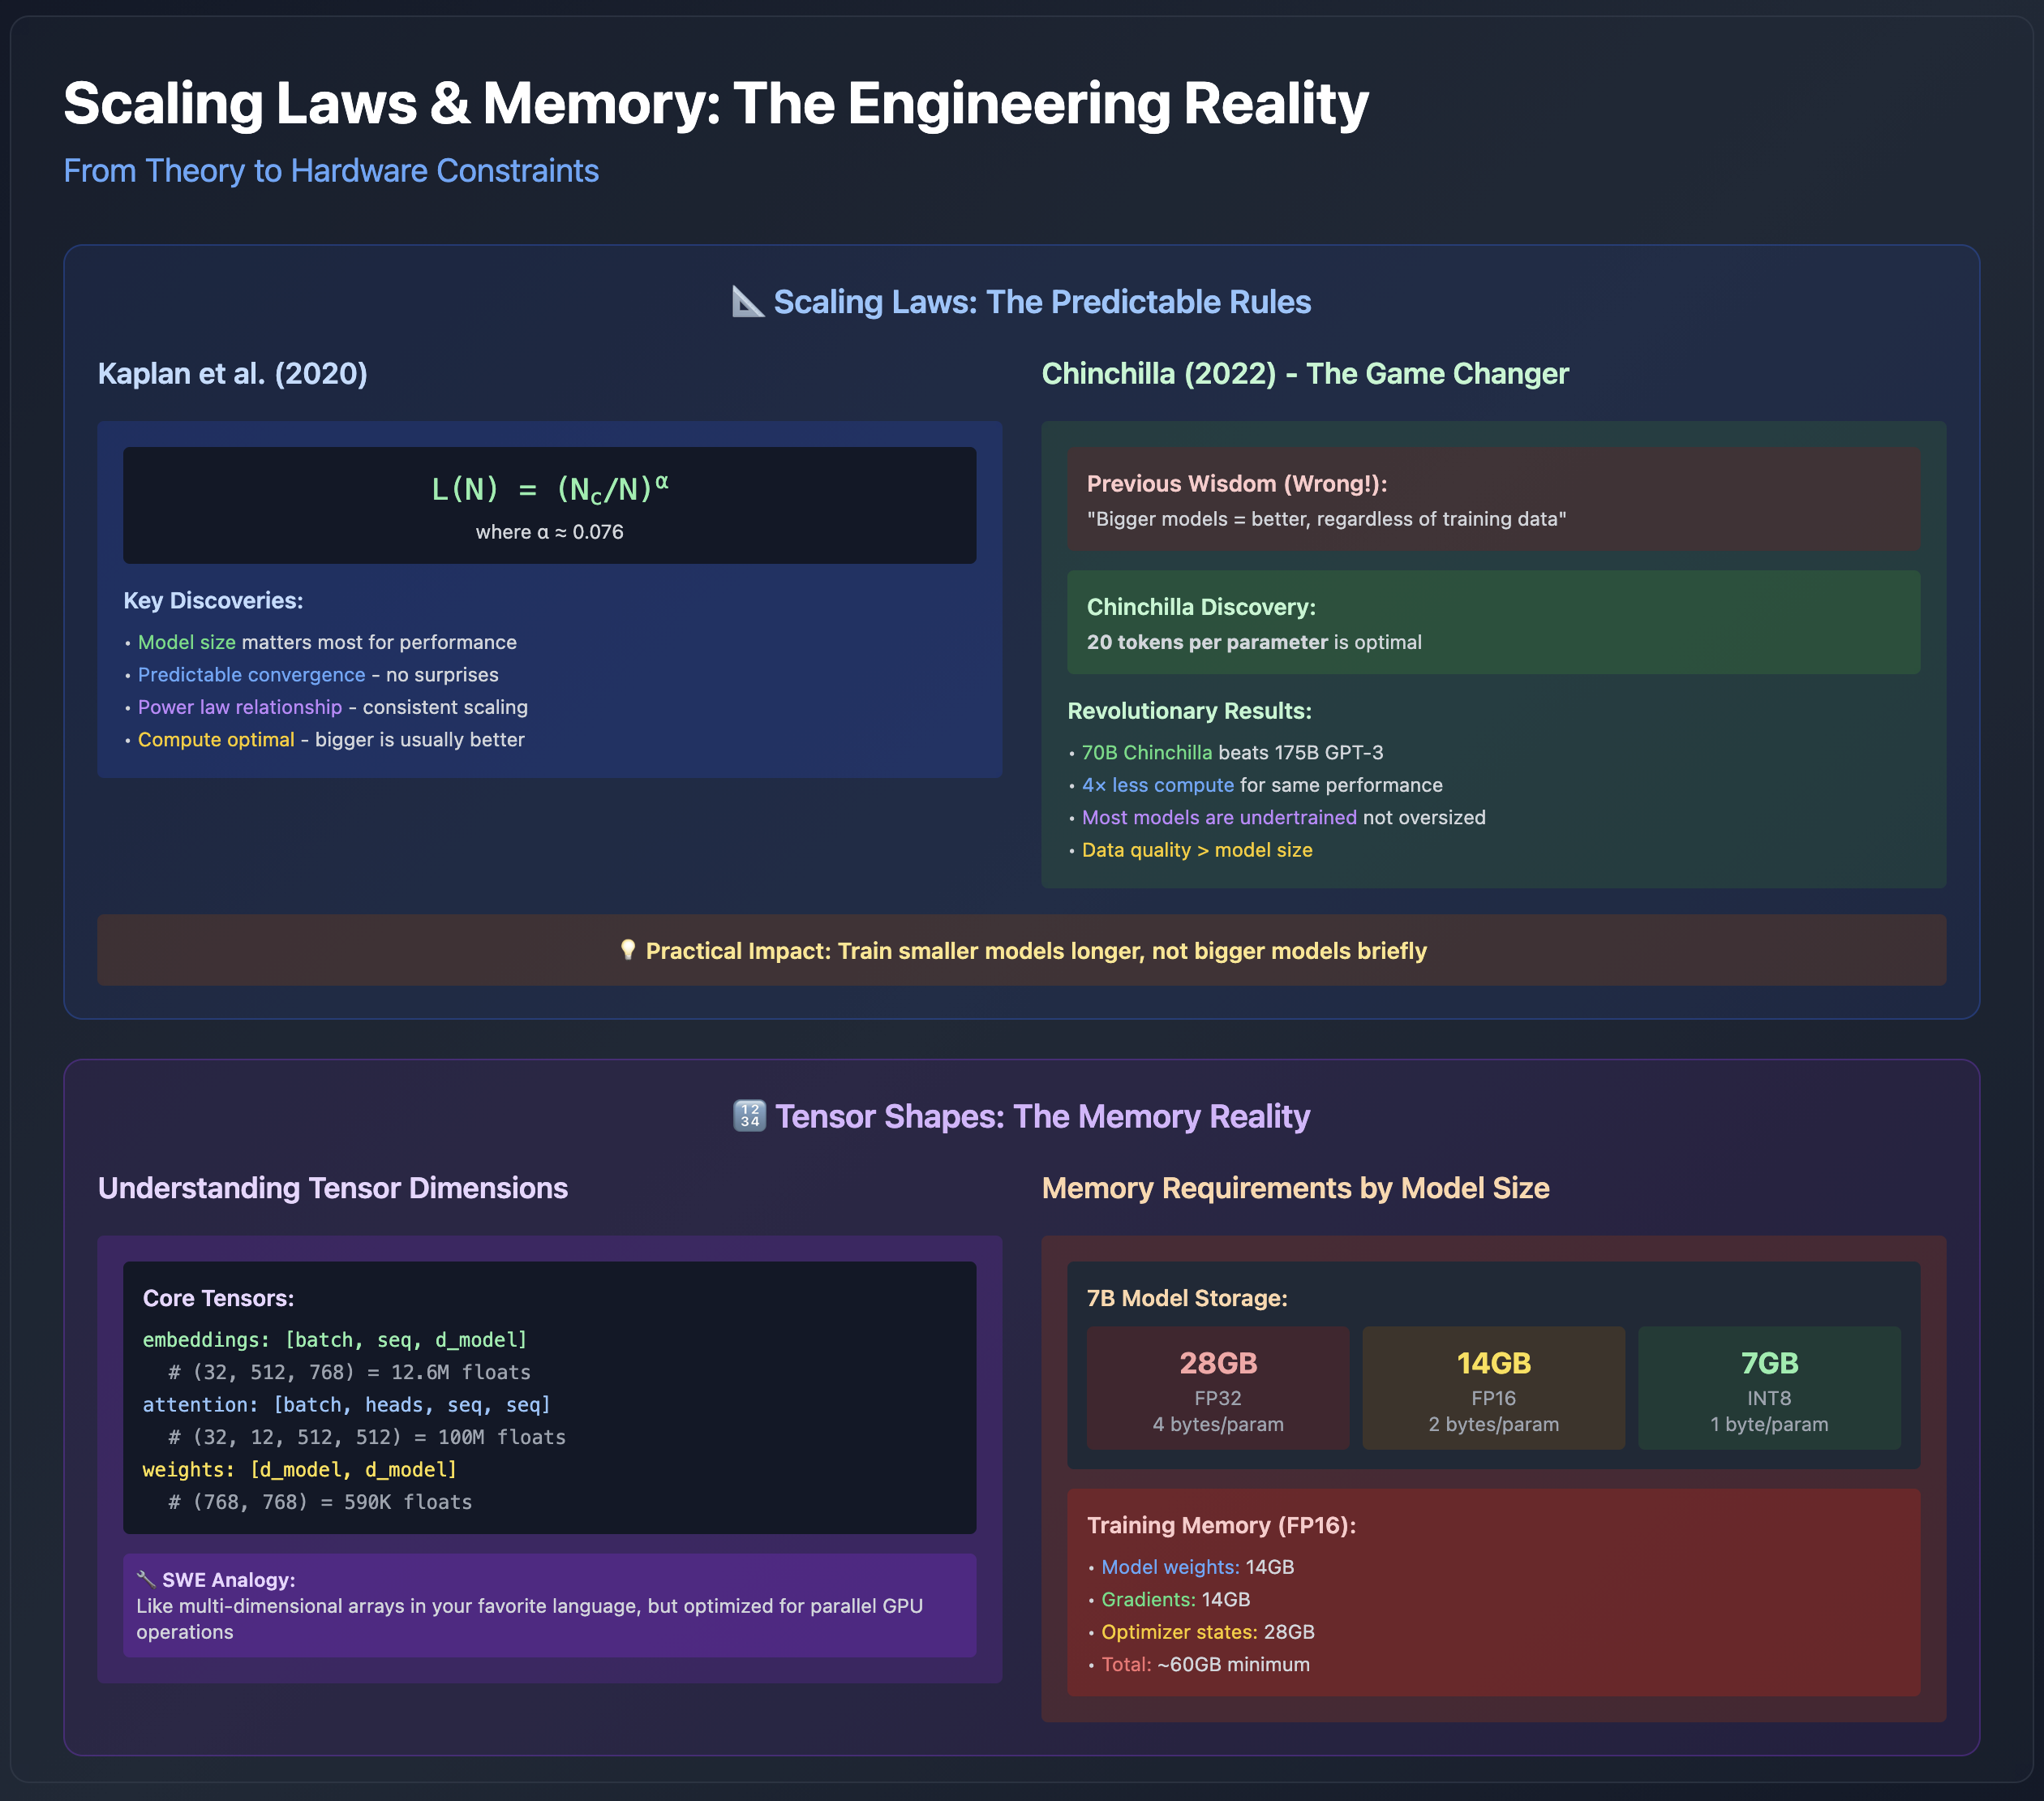 Scaling Laws & Memory: The Engineering Reality
From Theory to Hardware Constraints
📐 Scaling Laws: The Predictable Rules
Kaplan et al. (2020)
L(N) = (Nc/N)^α
where α ≈ 0.076
Key Discoveries:
• Model size matters most for performance
• Predictable convergence - no surprises
• Power law relationship - consistent scaling
• Compute optimal - bigger is usually better
Chinchilla (2022) - The Game Changer
Previous Wisdom (Wrong!):
"Bigger models = better, regardless of training data"
Chinchilla Discovery:
20 tokens per parameter is optimal
Revolutionary Results:
• 70B Chinchilla beats 175B GPT-3
• 4× less compute for same performance
• Most models are undertrained not oversized
• Data quality > model size
💡 Practical Impact: Train smaller models longer, not bigger models briefly
🔢 Tensor Shapes: The Memory Reality
Understanding Tensor Dimensions
Core Tensors:
embeddings: [batch, seq, d_model]
# (32, 512, 768) = 12.6M floats
attention: [batch, heads, seq, seq]
# (32, 12, 512, 512) = 100M floats
weights: [d_model, d_model]
# (768, 768) = 590K floats
🔧 SWE Analogy:
Like multi-dimensional arrays in your favorite language, but optimized for parallel GPU
operations
Memory Requirements by Model Size
7B Model Storage:
28GB
FP32
4 bytes/param
14GB
FP16
2 bytes/param
7GB
INT8
1 byte/param
Training Memory (FP16):
• Model weights: 14GB
• Gradients: 14GB
• Optimizer states: 28GB
• Total: ~60GB minimum